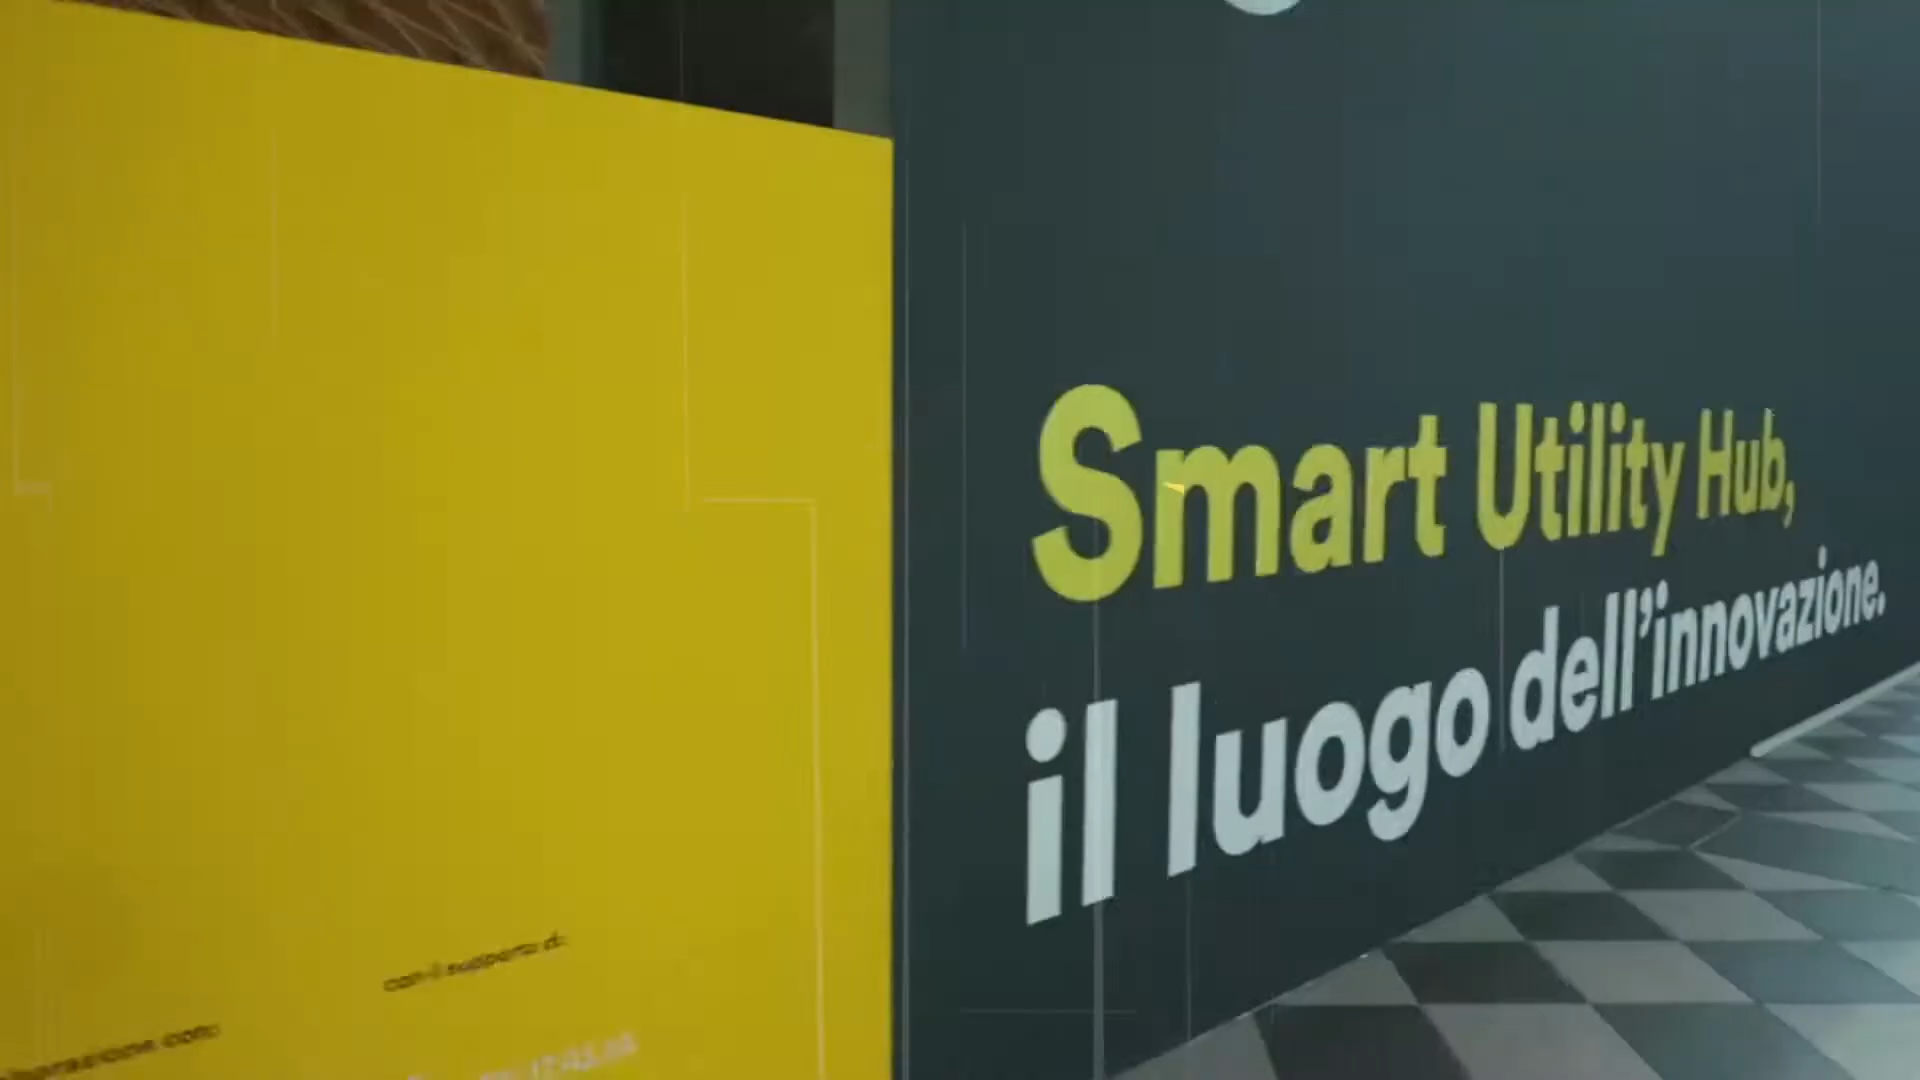 Smart Utility Hub,
il luogo dell'innovazione.
con il supporto di: